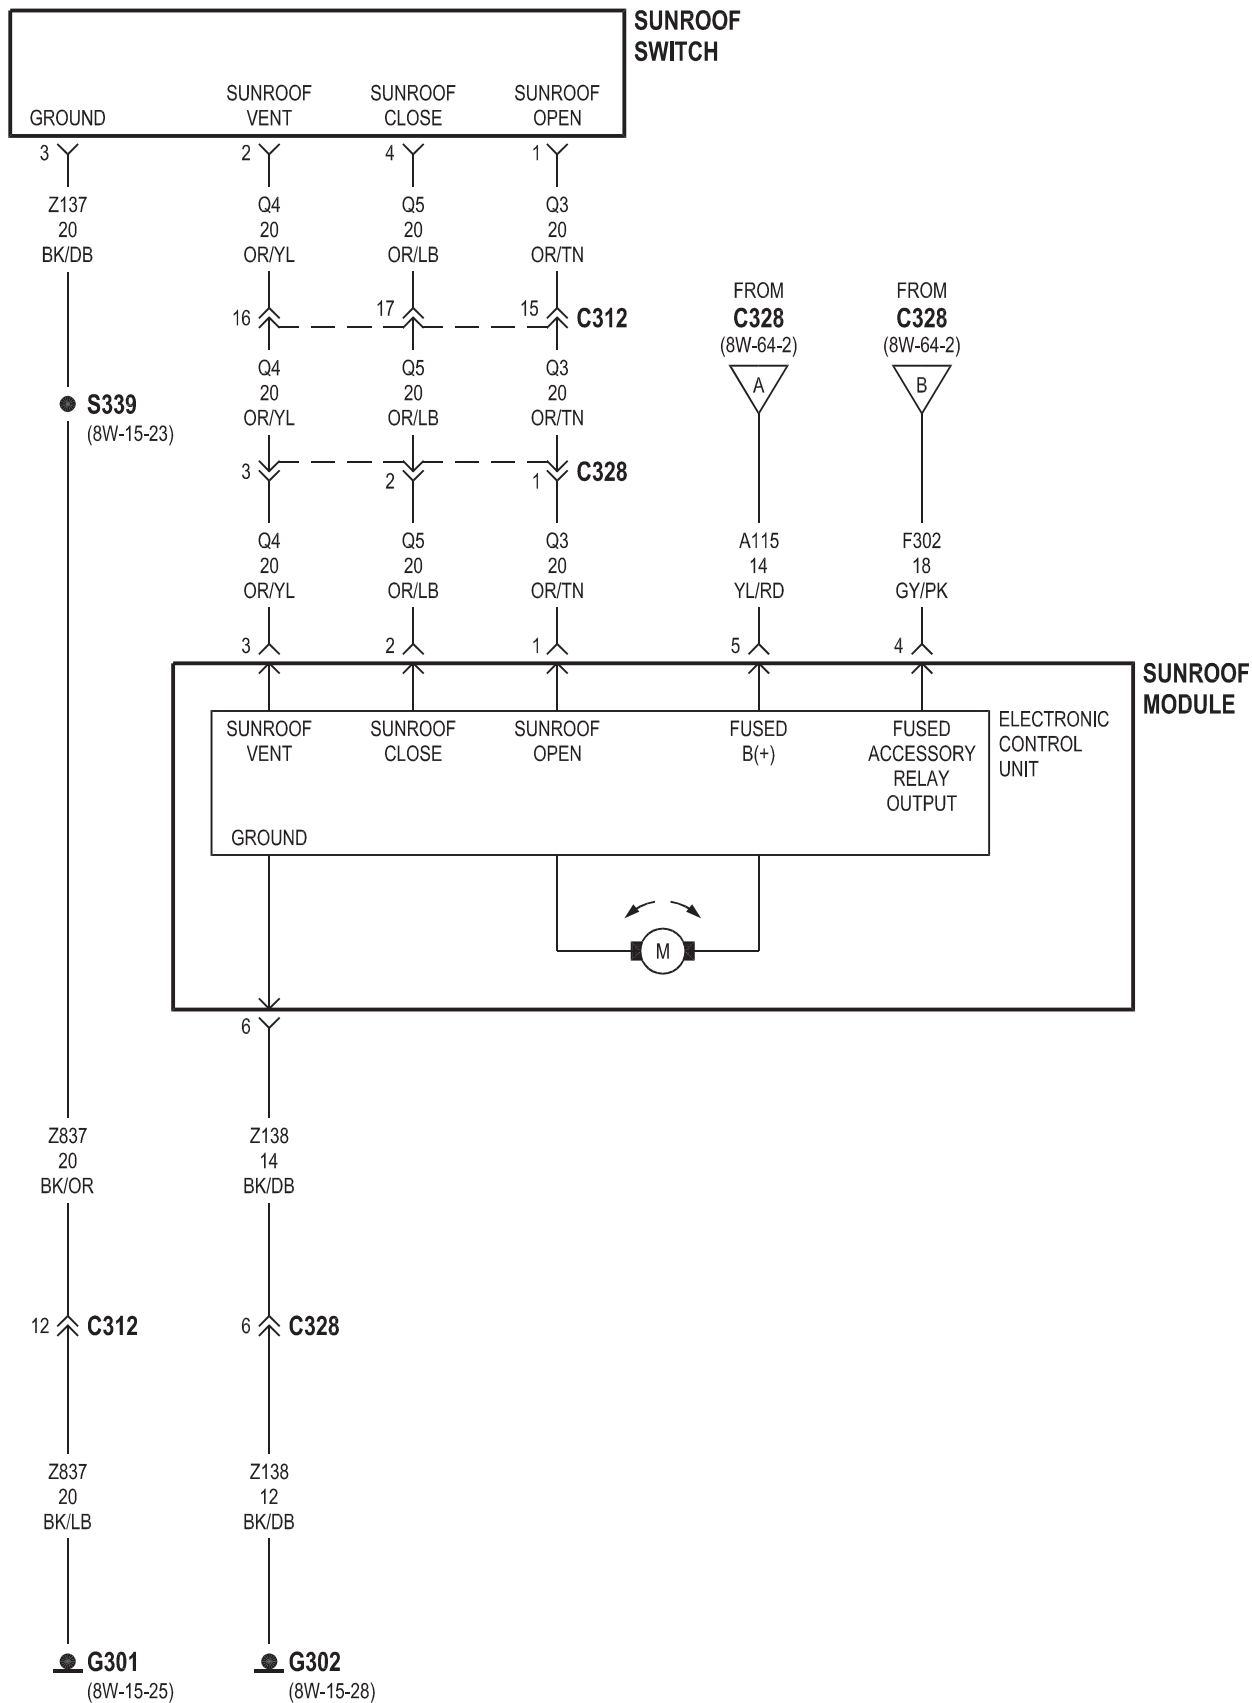 SUNROOF
SWITCH
GROUND
SUNROOF
VENT
SUNROOF
CLOSE
SUNROOF
OPEN
3
2
4
1
Z137
20
BK/DB
Q4
20
OR/YL
Q5
20
OR/LB
Q3
20
OR/TN
16
17
15
C312
FROM
C328
(8W-64-2)
A
FROM
C328
(8W-64-2)
B
Q4
20
OR/YL
Q5
20
OR/LB
Q3
20
OR/TN
S339
(8W-15-23)
3
2
1
C328
Q4
20
OR/YL
Q5
20
OR/LB
Q3
20
OR/TN
A115
14
YL/RD
F302
18
GY/PK
3
2
1
5
4
SUNROOF
MODULE
SUNROOF
VENT
SUNROOF
CLOSE
SUNROOF
OPEN
FUSED
B(+)
FUSED
ACCESSORY
RELAY
OUTPUT
ELECTRONIC
CONTROL
UNIT
GROUND
M
6
Z837
20
BK/OR
Z138
14
BK/DB
12
C312
6
C328
Z837
20
BK/LB
Z138
12
BK/DB
G301
(8W-15-25)
G302
(8W-15-28)